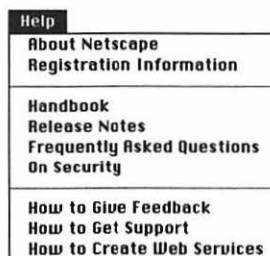 Help
About Netscape
Registration Information
Handbook
Release Notes
Frequently Asked Questions
On Security
How to Give Feedback
How to Get Support
How to Create Web Services